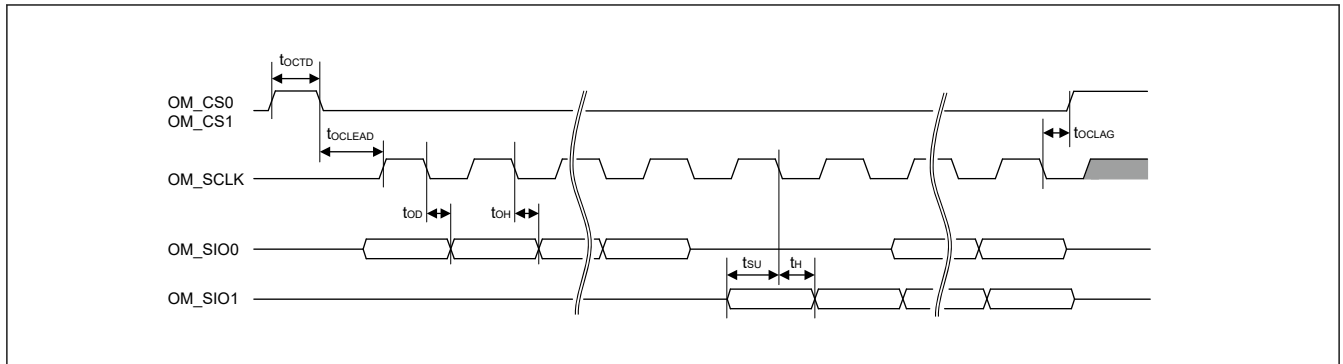 tOCTD
OM_CS0
OM_CS1
tOCLEAD
tOCLAG
OM_SCLK
tOD
tOH
OM_SIO0
tSU
tH
OM_SIO1